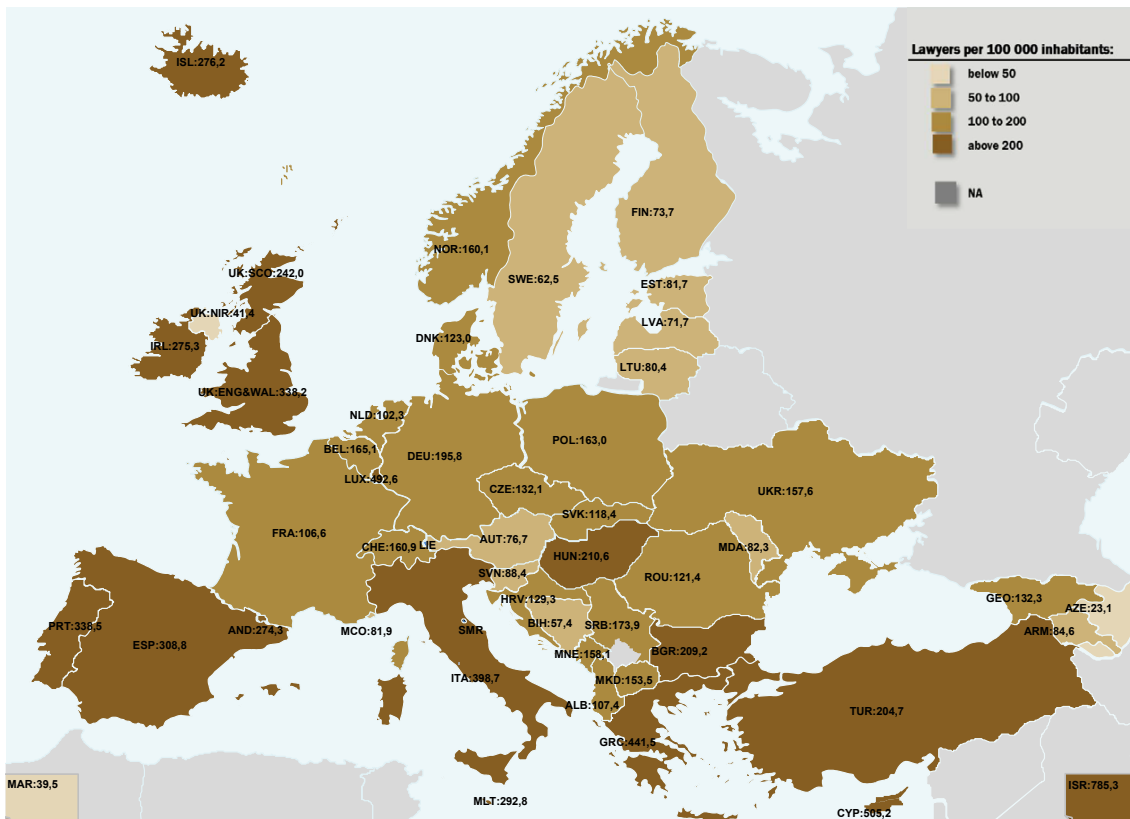 Lawyers per 100 000 inhabitants:
below 50
50 to 100
100 to 200
above 200
NA
ISL:276,2
FIN:73,7
NOR:160,1
UK:SCO:242,0
SWE:62,5
EST:81,7
UK:NIR:41,4
LVA:71,7
DNK:123,0
IRL:275,3
LTU:80,4
UK:ENG&WAL:338,2
NLD:102,3
POL:163,0
BEL:165,1
DEU:195,8
LUX:492,6
CZE:132,1
UKR:157,6
SVK:118,4
FRA:106,6
AUT:76,7
CHE:160,9
LIE
MDA:82,3
HUN:210,6
SVN:88,4
ROU:121,4
HRV:129,3
GEO:132,3
AZE:23,1
PRT:338,5
AND:274,3
MCO:81,9
SMR
BIH:57,4
SRB:173,9
ARM:84,6
ESP:308,8
MNE:158,1
BGR:209,2
ITA:398,7
MKD:153,5
ALB:107,4
TUR:204,7
GRC:441,5
MAR:39,5
ISR:785,3
MLT:292,8
CYP:505,2